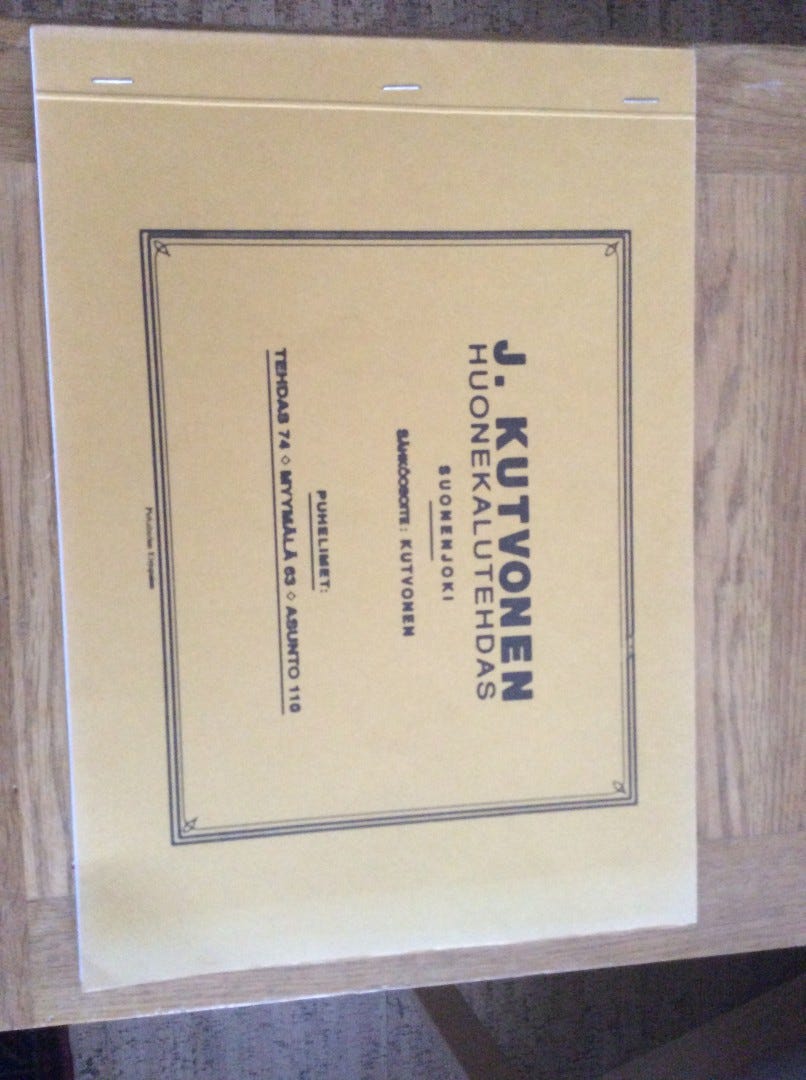 J. KUTVONEN
HUONEKALUTEHDAS
SUONENJOKI
SÄHKÖOSOITE: KUTVONEN
PUHELIMET:
TEHDAS 74 ◇ MYYMÄLÄ 63 ◇ ASUNTO 110